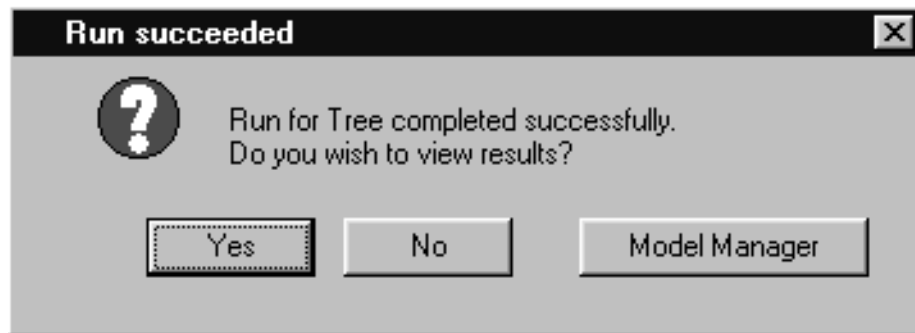 Run succeeded
Run for Tree completed successfully.
Do you wish to view results?
Yes No Model Manager